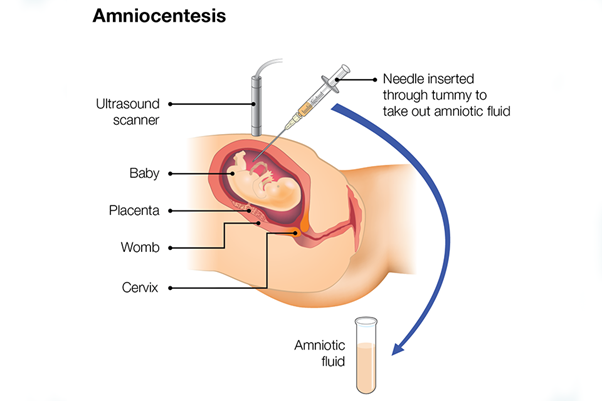 Amniocentesis
Needle inserted
through tummy to
take out amniotic fluid
Ultrasound
scanner
Baby
Placenta
Womb
Cervix
Amniotic
fluid